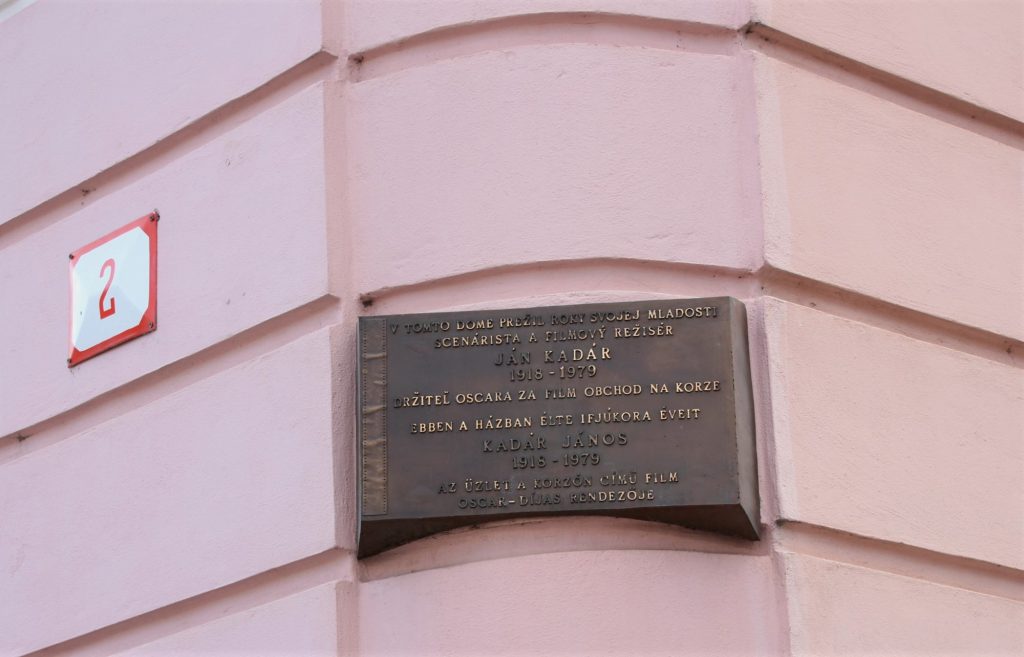 2
V TOMTO DOME PREŽIL ROKY SVOJEJ MLADOSTI
SCENÁRISTA A FILMOVÝ REŽISÉR
JÁN KADÁR
1918 - 1979
DRŽITEĽ OSCARA ZA FILM OBCHOD NA KORZE
EBBEN A HÁZBAN ÉLTE IFJÚKORA ÉVEIT
KADÁR JÁNOS
1918 - 1979
AZ ÜZLET A KORZÓN CÍMŰ FILM
OSCAR - DÍJAS RENDEZŐJE